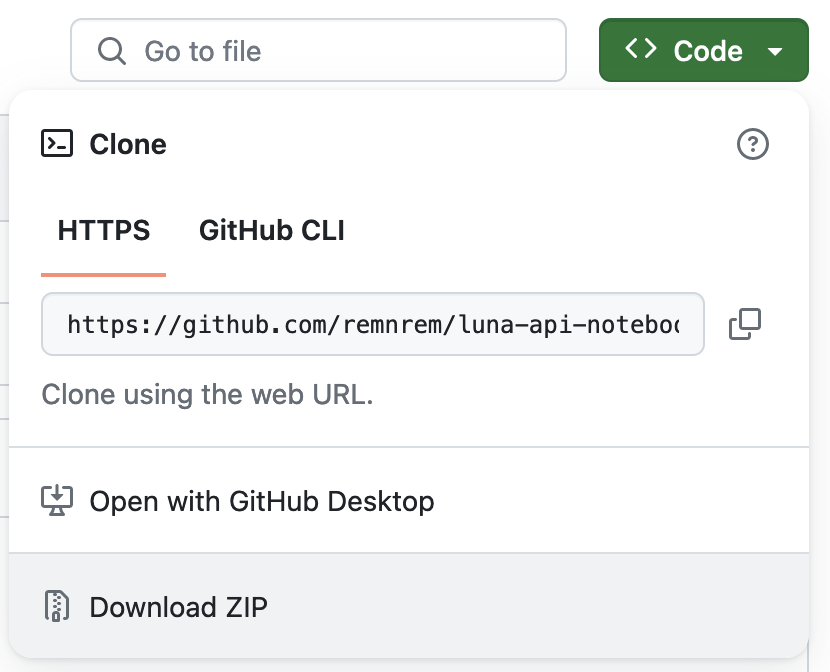 Go to file
<> Code
Clone
HTTPS GitHub CLI
https://github.com/remnrem/luna-api-noteboo
Clone using the web URL.
Open with GitHub Desktop
Download ZIP